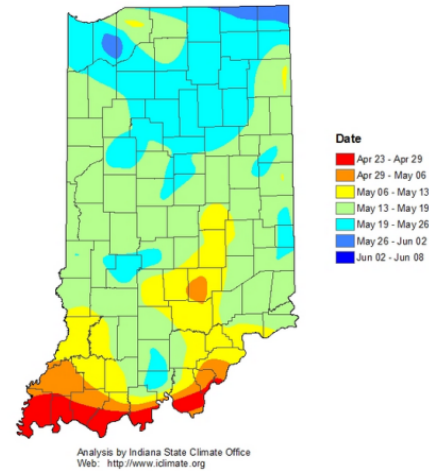 Date
Apr 23 - Apr 29
Apr 29 - May 06
May 06 - May 13
May 13 - May 19
May 19 - May 26
May 26 - Jun 02
Jun 02 - Jun 08
Analysis by Indiana State Climate Office
Web: http://www.iclimate.org